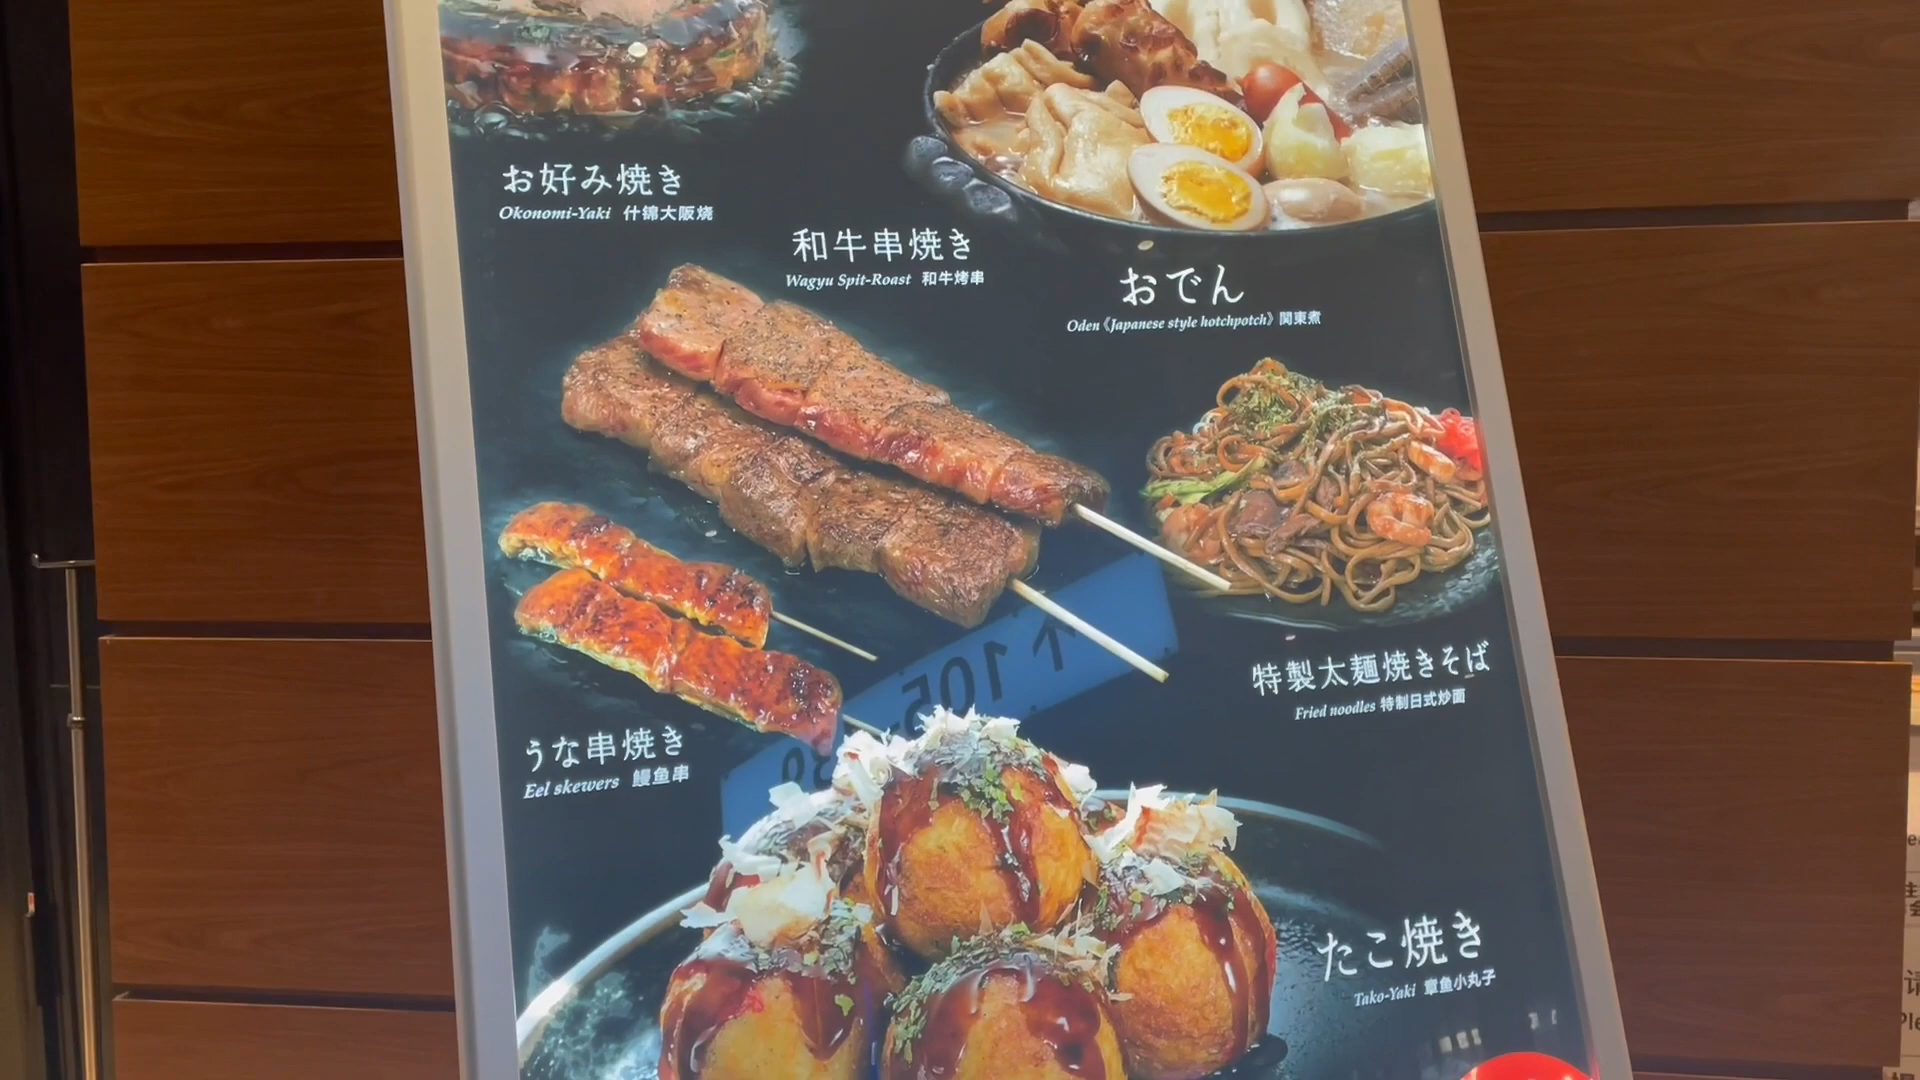 お好み焼き
Okonomi-Yaki 什锦大阪烧
和牛串焼き
Wagyu Spit-Roast 和牛烤串
おでん
Oden《Japanese style hotchpotch》関東煮
特製太麺焼きそば
Fried noodles 特制日式炒面
うな串焼き
Eel skewers 鳗鱼串
たこ焼き
Tako-Yaki 章鱼小丸子